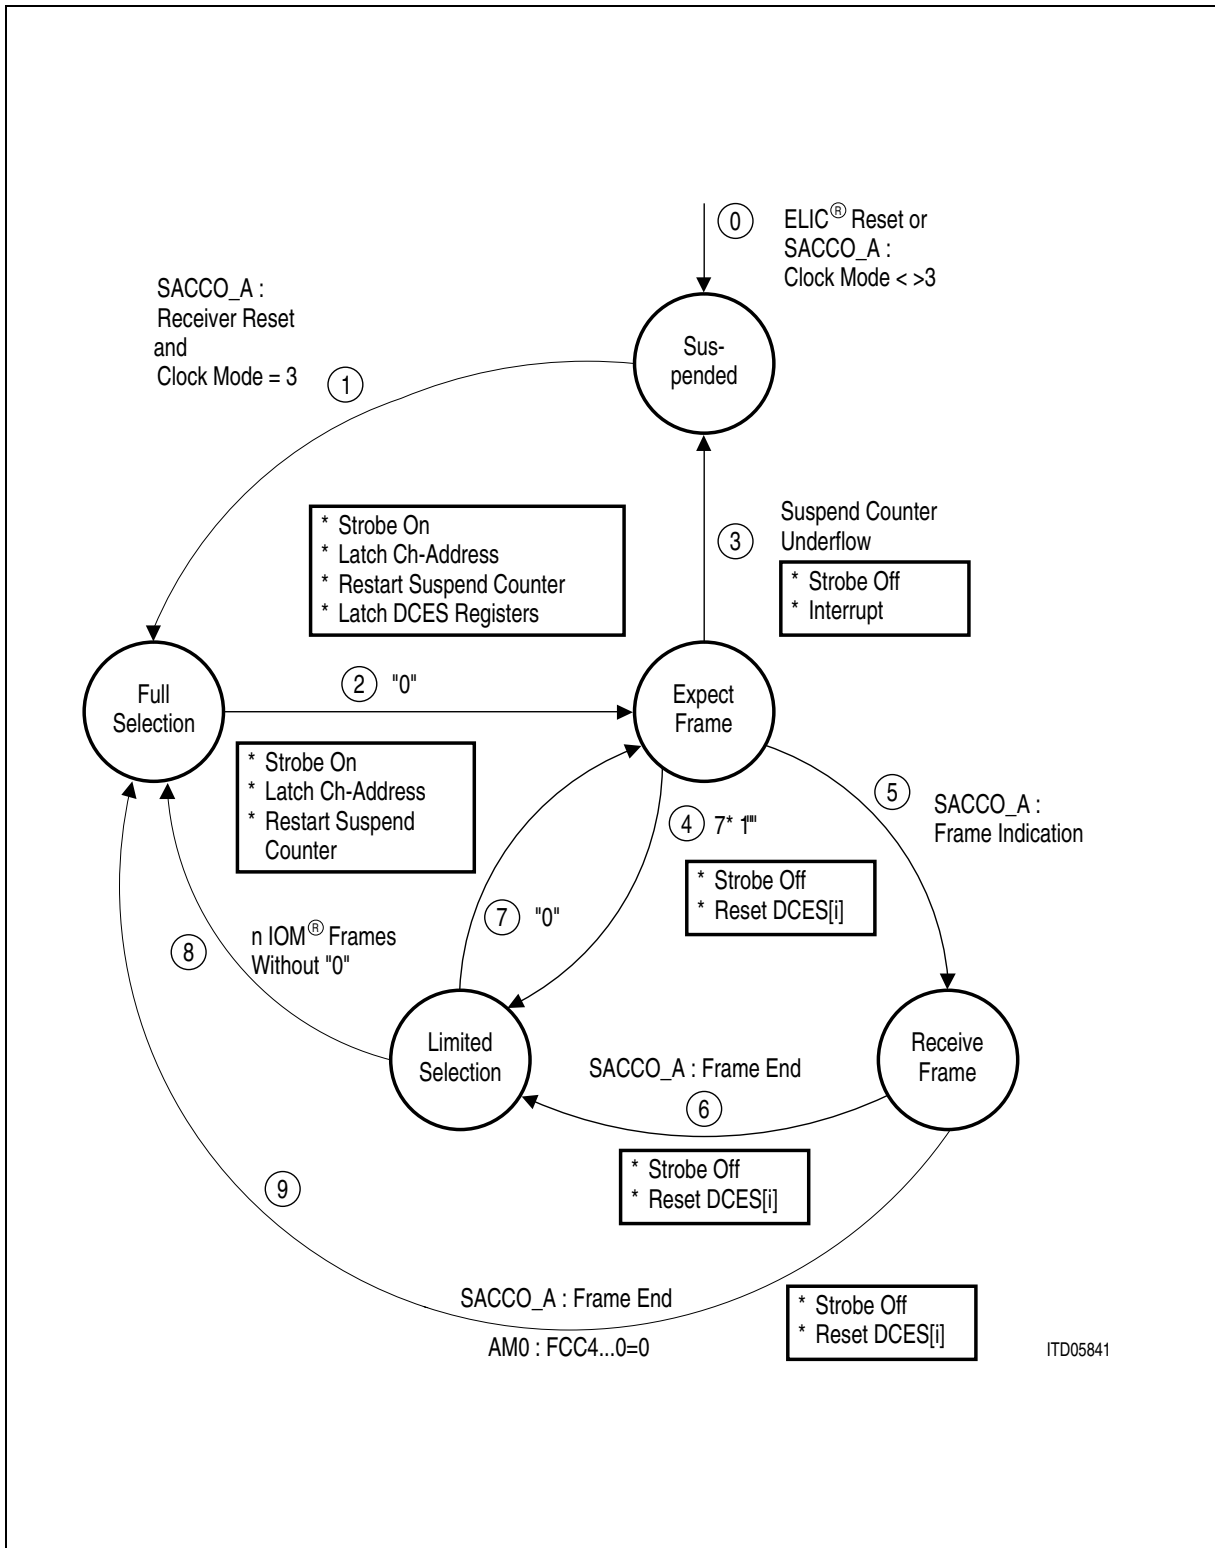 0
ELIC® Reset or
SACCO_A :
Clock Mode < >3
SACCO_A :
Receiver Reset
and
Clock Mode = 3
1
Sus-
pended
* Strobe On
* Latch Ch-Address
* Restart Suspend Counter
* Latch DCES Registers
3
Suspend Counter
Underflow
* Strobe Off
* Interrupt
Full
Selection
2 "0"
Expect
Frame
* Strobe On
* Latch Ch-Address
* Restart Suspend
Counter
4 7* 1""
* Strobe Off
* Reset DCES[i]
5
SACCO_A :
Frame Indication
7 "0"
8
n IOM® Frames
Without "0"
Limited
Selection
Receive
Frame
SACCO_A : Frame End
6
* Strobe Off
* Reset DCES[i]
9
SACCO_A : Frame End
AM0 : FCC4...0=0
* Strobe Off
* Reset DCES[i]
ITD05841